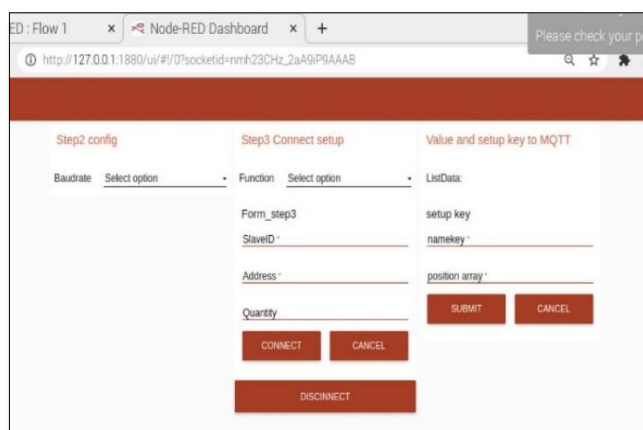 ED : Flow 1
Node-RED Dashboard
Please check your p
http://127.0.0.1:1880/ui/#!/0?socketid=nmh23CHz_2aA9iP9AAAB
Step2 config
Baudrate Select option
Step3 Connect setup
Function Select option
Form_step3
SlaveID *
Address *
Quantity
CONNECT CANCEL
DISCINNECT
Value and setup key to MQTT
ListData:
setup key
namekey *
position array *
SUBMIT CANCEL